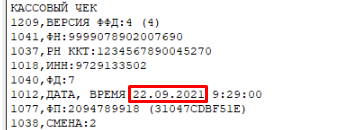 КАССОВЫЙ ЧЕК
1209,ВЕРСИЯ ФФД:4 (4)
1041,ФН:9999078902007690
1037,РН ККТ:1234567890045270
1018,ИНН:9729133502
1040,ФД:7
1012,ДАТА, ВРЕМЯ 22.09.2021 9:29:00
1077,ФП:2094789918 (31047CDBF51E)
1038,СМЕНА:2